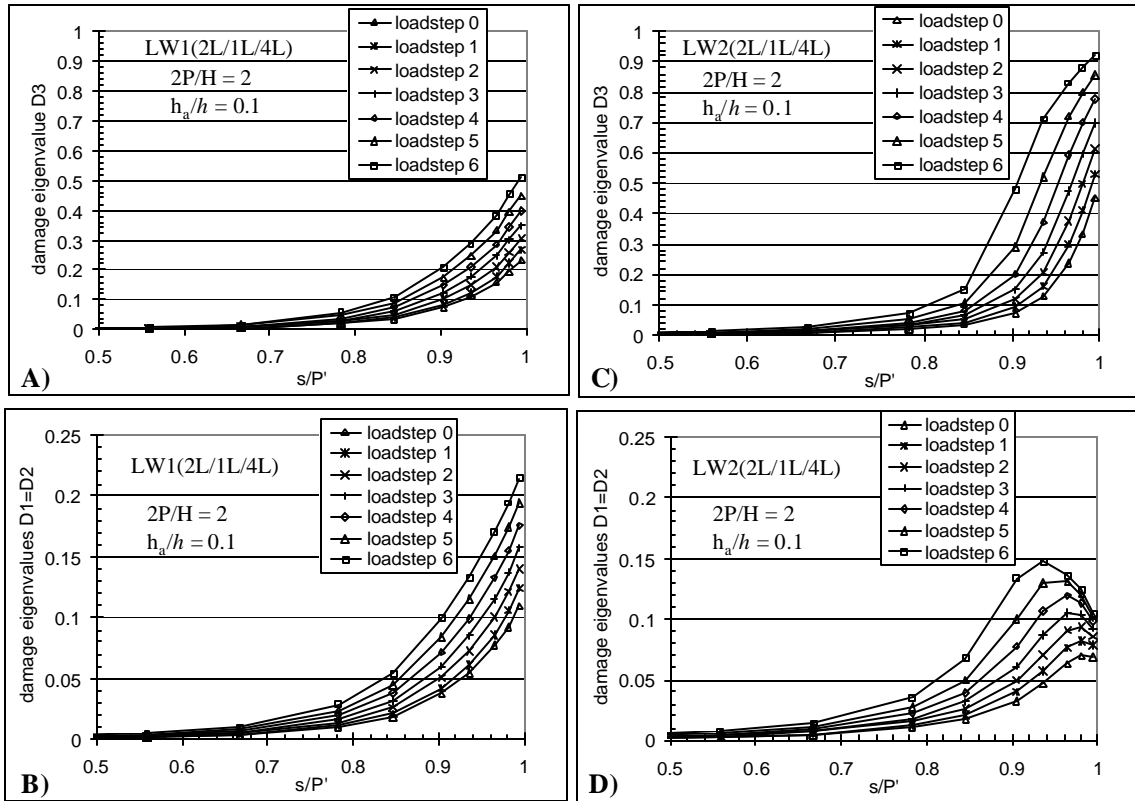 damage eigenvalue D3
1
0.9
0.8
0.7
0.6
0.5
0.4
0.3
0.2
0.1
0
LW1(2L/1L/4L)
2P/H = 2
hₐ/h = 0.1
loadstep 0
loadstep 1
loadstep 2
loadstep 3
loadstep 4
loadstep 5
loadstep 6
0.5 0.6 0.7 0.8 0.9 1
s/P'
A)
damage eigenvalue D3
1
0.9
0.8
0.7
0.6
0.5
0.4
0.3
0.2
0.1
0
LW2(2L/1L/4L)
2P/H = 2
hₐ/h = 0.1
loadstep 0
loadstep 1
loadstep 2
loadstep 3
loadstep 4
loadstep 5
loadstep 6
0.5 0.6 0.7 0.8 0.9 1
s/P'
C)
damage eigenvalues D1=D2
0.25
0.20
0.15
0.10
0.05
0.00
LW1(2L/1L/4L)
2P/H = 2
hₐ/h = 0.1
loadstep 0
loadstep 1
loadstep 2
loadstep 3
loadstep 4
loadstep 5
loadstep 6
0.5 0.6 0.7 0.8 0.9 1
s/P'
B)
damage eigenvalues D1=D2
0.25
0.20
0.15
0.10
0.05
0.00
LW2(2L/1L/4L)
2P/H = 2
hₐ/h = 0.1
loadstep 0
loadstep 1
loadstep 2
loadstep 3
loadstep 4
loadstep 5
loadstep 6
0.5 0.6 0.7 0.8 0.9 1
s/P'
D)